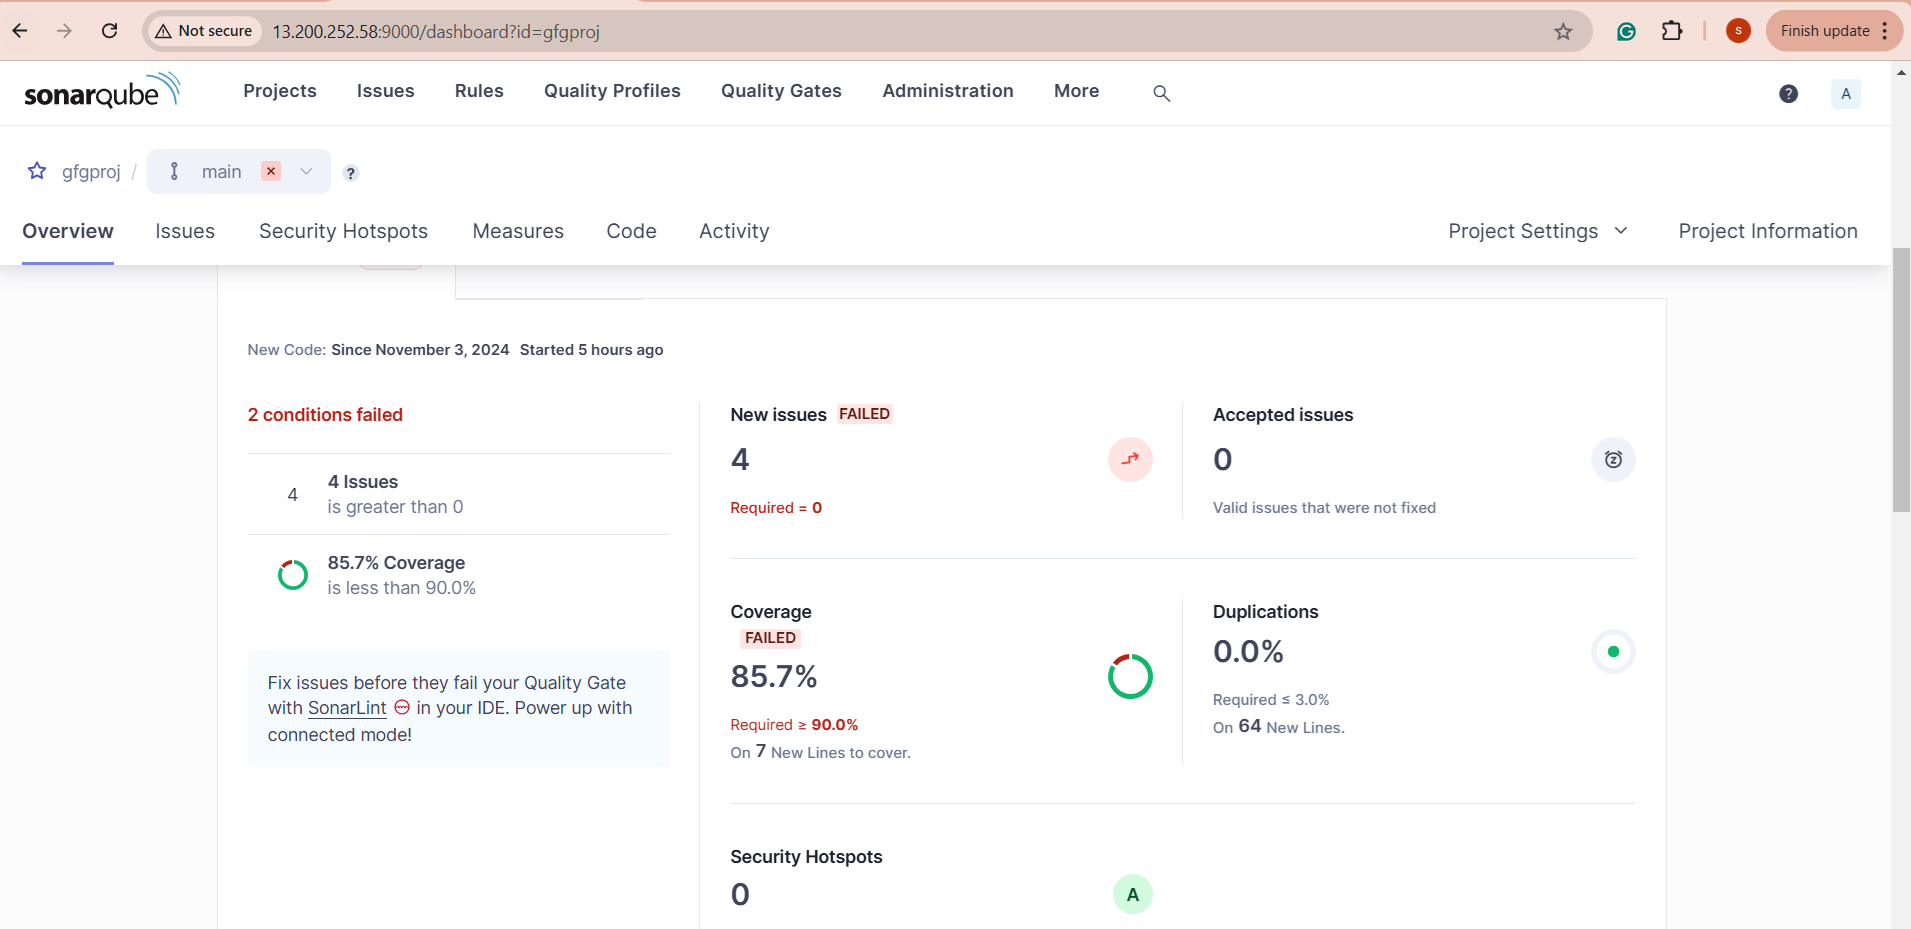 Not secure 13.200.252.58:9000/dashboard?id=gfgproj S Finish update
sonarqube Projects Issues Rules Quality Profiles Quality Gates Administration More ? A
gfgproj / main ?
Overview Issues Security Hotspots Measures Code Activity Project Settings Project Information
New Code: Since November 3, 2024 Started 5 hours ago
2 conditions failed
4
4 Issues
is greater than 0
85.7% Coverage
is less than 90.0%
Fix issues before they fail your Quality Gate
with SonarLint in your IDE. Power up with
connected mode!
New issues FAILED
4
Required = 0
Accepted issues
0
Valid issues that were not fixed
Coverage
FAILED
85.7%
Required ≥ 90.0%
On 7 New Lines to cover.
Duplications
0.0%
Required ≤ 3.0%
On 64 New Lines.
Security Hotspots
0
A